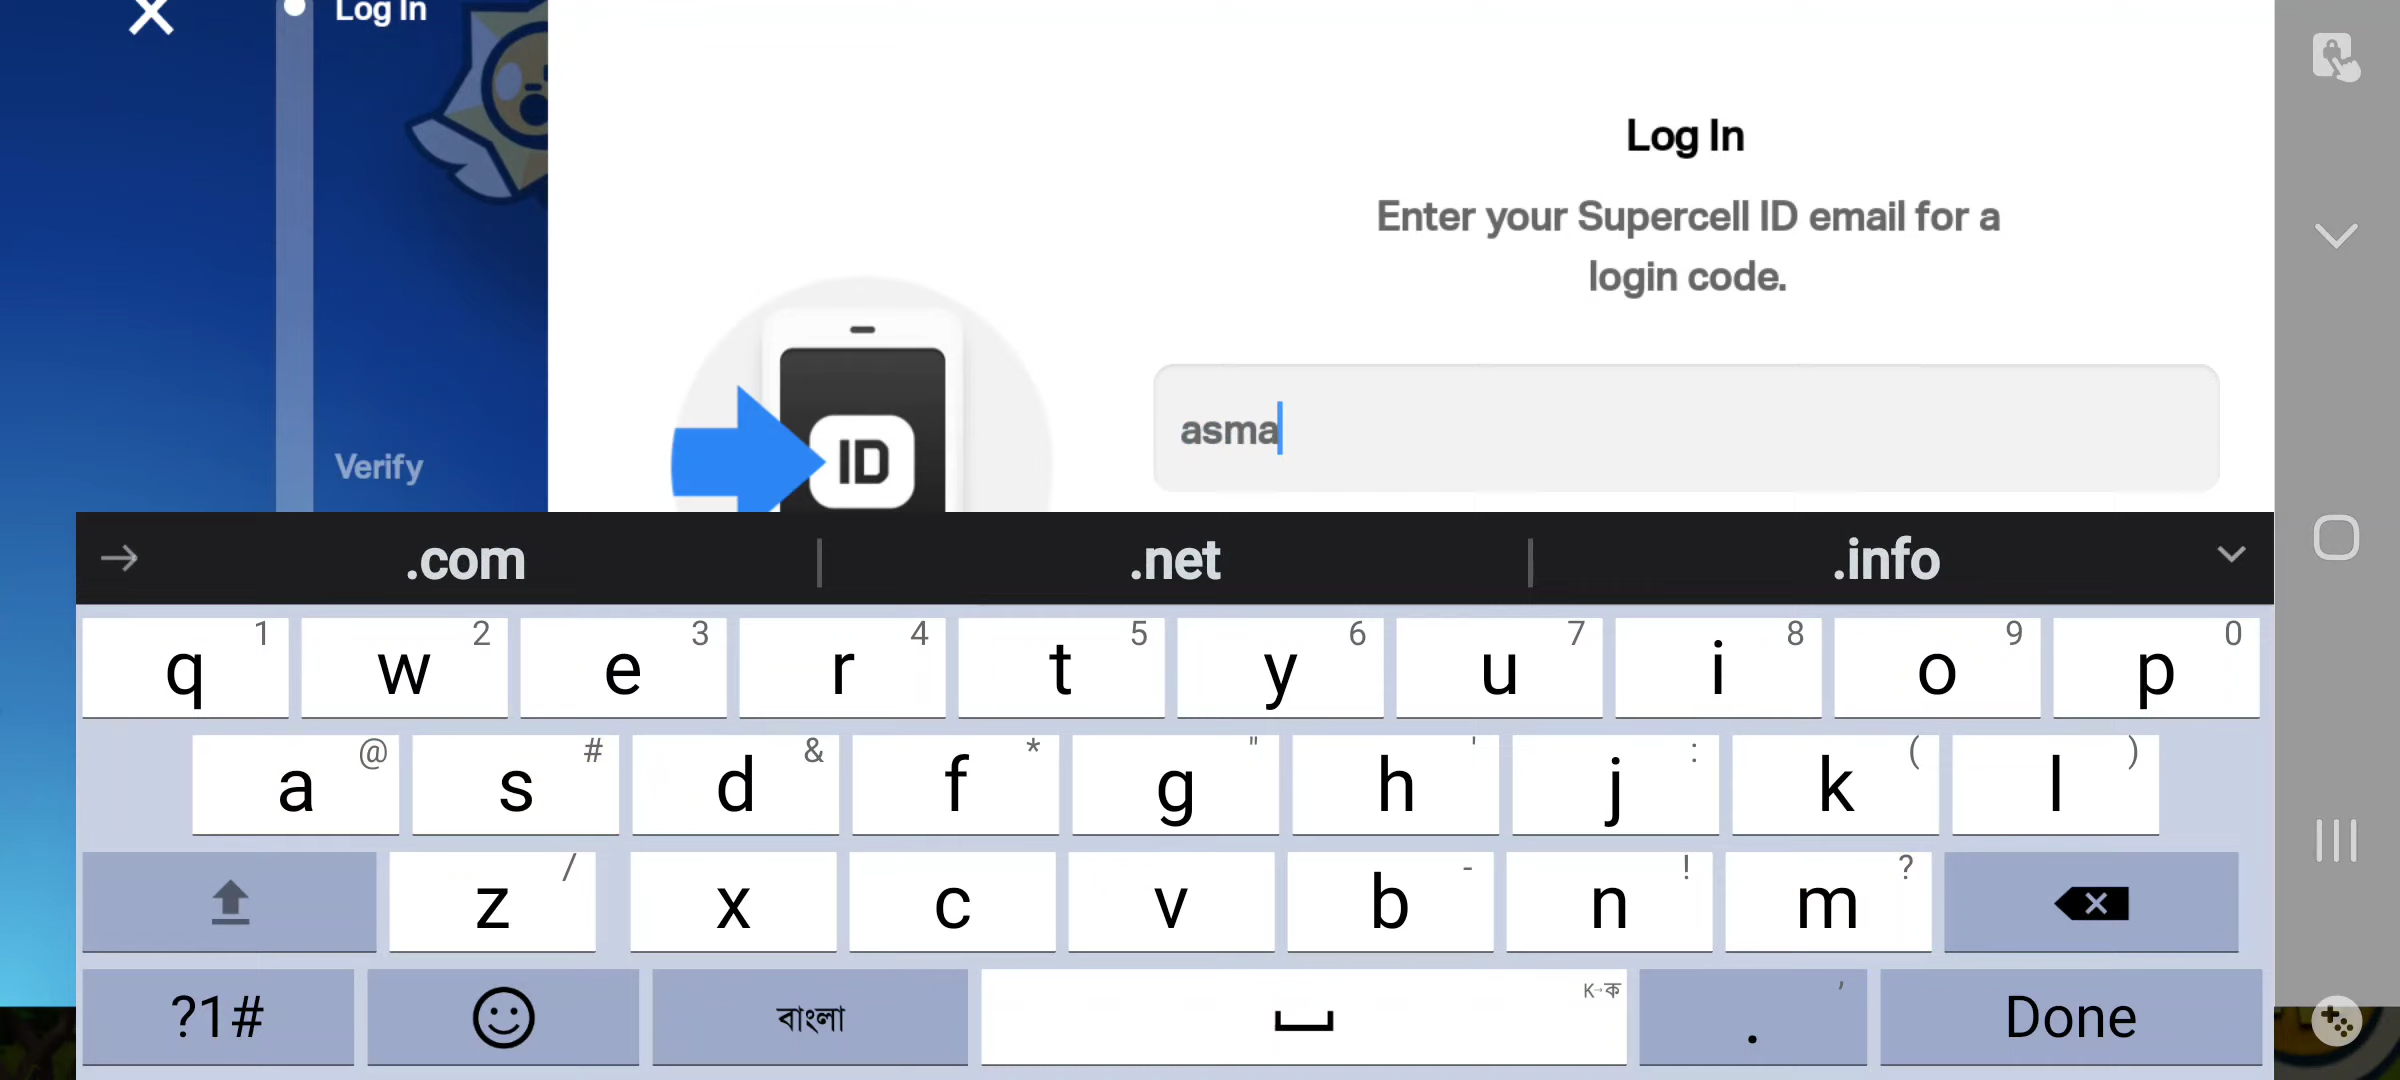 Log In
Verify
Log In
Enter your Supercell ID email for a
login code.
ID
asma
.com .net .info
q 1 w 2 e 3 r 4 t 5 y 6 u 7 i 8 o 9 p 0
a @ s # d & f * g " h ' j : k ( l )
z / x c v b - n ! m ?
?1# বাংলা K→ক . , Done